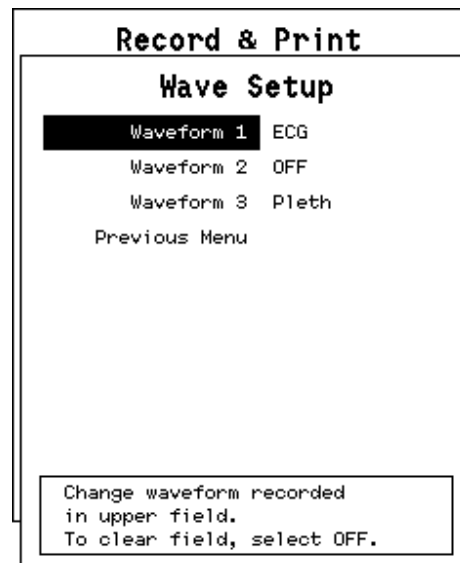 Record & Print
Wave Setup
Waveform 1 ECG
Waveform 2 OFF
Waveform 3 Pleth
Previous Menu
Change waveform recorded
in upper field.
To clear field, select OFF.